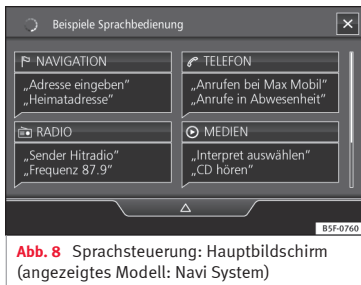 Beispiele Sprachbedienung
NAVIGATION
„Adresse eingeben“
„Heimatadresse“
TELEFON
„Anrufen bei Max Mobil“
„Anrufe in Abwesenheit“
RADIO
„Sender Hitradio“
„Frequenz 87.9“
MEDIEN
„Interpret auswählen“
„CD hören“
B5F-0760
Abb. 8 Sprachsteuerung: Hauptbildschirm
(angezeigtes Modell: Navi System)